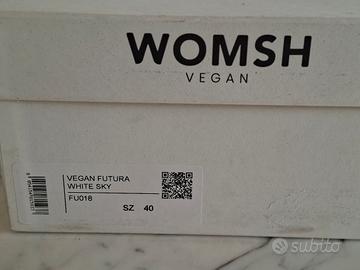 WOMSH
VEGAN
VEGAN FUTURA
WHITE SKY
FU018
SZ 40
subito